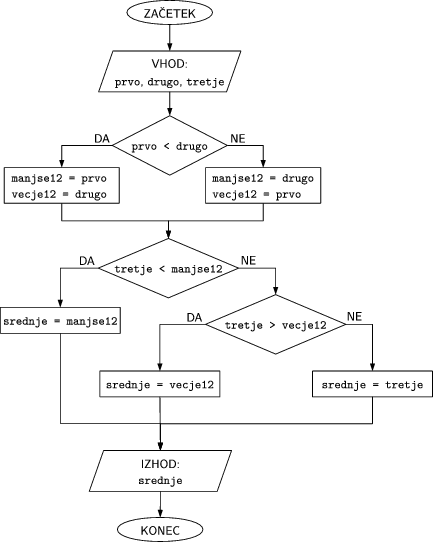 ZAČETEK
VHOD:
prvo, drugo, tretje
prvo < drugo
DA
NE
manjse12 = prvo
vecje12 = drugo
manjse12 = drugo
vecje12 = prvo
tretje < manjse12
DA
NE
srednje = manjse12
tretje > vecje12
DA
NE
srednje = vecje12
srednje = tretje
IZHOD:
srednje
KONEC